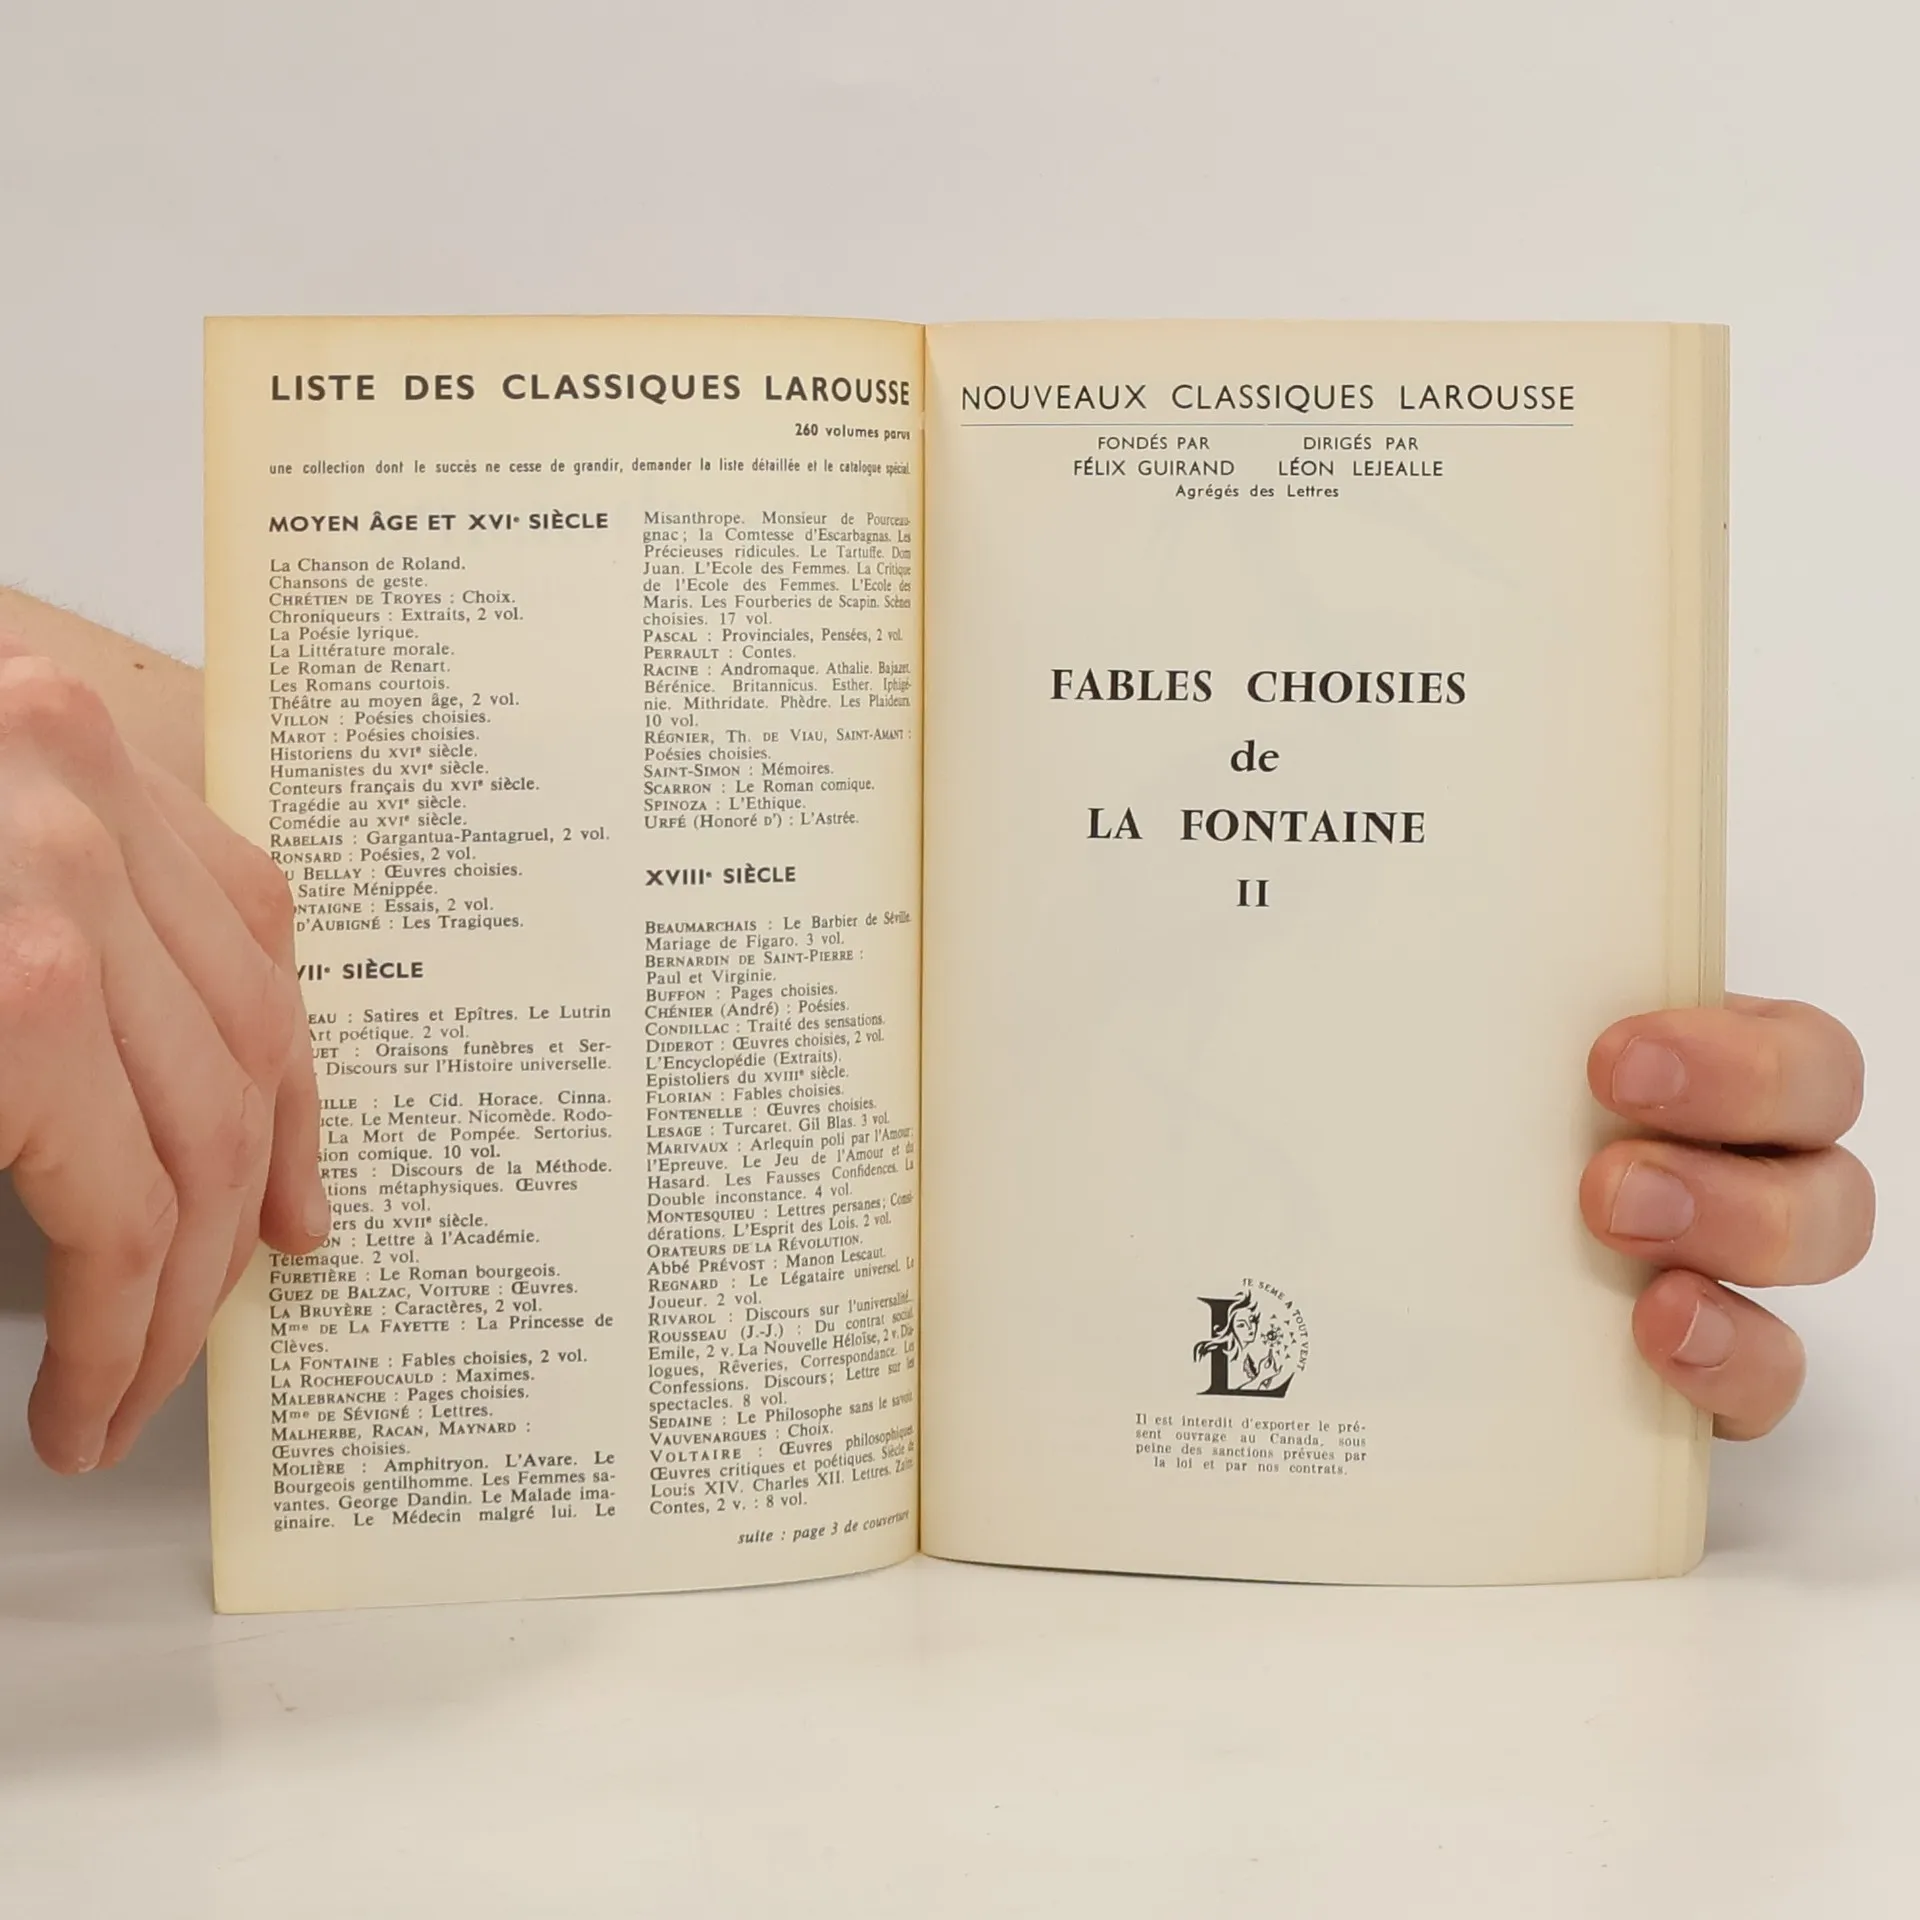 LISTE DES CLASSIQUES LAROUSSE
260 volumes parus
une collection dont le succès ne cesse de grandir, demander la liste détaillée et le catalogue spécial.
MOYEN ÂGE ET XVIe SIÈCLE
La Chanson de Roland.
Chansons de geste.
CHRÉTIEN DE TROYES : Choix.
Chroniqueurs : Extraits, 2 vol.
La Poésie lyrique.
La Littérature morale.
Le Roman de Renart.
Les Romans courtois.
Théâtre au moyen âge, 2 vol.
VILLON : Poésies choisies.
MAROT : Poésies choisies.
Historiens du XVIe siècle.
Humanistes du XVIe siècle.
Conteurs français du XVIe siècle.
Tragédie au XVIe siècle.
Comédie au XVIe siècle.
RABELAIS : Gargantua-Pantagruel, 2 vol.
RONSARD : Poésies, 2 vol.
U BELLAY : Œuvres choisies.
Satire Ménippée.
NTAIGNE : Essais, 2 vol.
D'AUBIGNÉ : Les Tragiques.
VIIe SIÈCLE
EAU : Satires et Epîtres. Le Lutrin
Art poétique. 2 vol.
UET : Oraisons funèbres et Ser-
Discours sur l'Histoire universelle.
ILLE : Le Cid. Horace. Cinna.
ucte. Le Menteur. Nicomède. Rodo-
La Mort de Pompée. Sertorius.
sion comique. 10 vol.
RTES : Discours de la Méthode.
tions métaphysiques. Œuvres
iques. 3 vol.
ers du XVIIe siècle.
ON : Lettre à l'Académie.
Télémaque. 2 vol.
FURETIÈRE : Le Roman bourgeois.
GUEZ DE BALZAC, VOITURE : Œuvres.
LA BRUYÈRE : Caractères, 2 vol.
Mme DE LA FAYETTE : La Princesse de
Clèves.
LA FONTAINE : Fables choisies, 2 vol.
LA ROCHEFOUCAULD : Maximes.
MALEBRANCHE : Pages choisies.
Mme DE SÉVIGNÉ : Lettres.
MALHERBE, RACAN, MAYNARD :
Œuvres choisies.
MOLIÈRE : Amphitryon. L'Avare. Le
Bourgeois gentilhomme. Les Femmes sa-
vantes. George Dandin. Le Malade ima-
ginaire. Le Médecin malgré lui. Le
Misanthrope. Monsieur de Pourceau-
gnac ; la Comtesse d'Escarbagnas. Les
Précieuses ridicules. Le Tartuffe. Dom
Juan. L'Ecole des Femmes. La Critique
de l'Ecole des Femmes. L'Ecole des
Maris. Les Fourberies de Scapin. Scènes
choisies. 17 vol.
PASCAL : Provinciales, Pensées, 2 vol.
PERRAULT : Contes.
RACINE : Andromaque. Athalie. Bajazet.
Bérénice. Britannicus. Esther. Iphigé-
nie. Mithridate. Phèdre. Les Plaideurs.
10 vol.
RÉGNIER, TH. DE VIAU, SAINT-AMANT :
Poésies choisies.
SAINT-SIMON : Mémoires.
SCARRON : Le Roman comique.
SPINOZA : L'Ethique.
URFÉ (Honoré D') : L'Astrée.
XVIIIe SIÈCLE
BEAUMARCHAIS : Le Barbier de Séville.
Mariage de Figaro. 3 vol.
BERNARDIN DE SAINT-PIERRE :
Paul et Virginie.
BUFFON : Pages choisies.
CHÉNIER (André) : Poésies.
CONDILLAC : Traité des sensations.
DIDEROT : Œuvres choisies, 2 vol.
L'Encyclopédie (Extraits).
Epistoliers du XVIIIe siècle.
FLORIAN : Fables choisies.
FONTENELLE : Œuvres choisies.
LESAGE : Turcaret. Gil Blas. 3 vol.
MARIVAUX : Arlequin poli par l'Amour;
l'Epreuve. Le Jeu de l'Amour et du
Hasard. Les Fausses Confidences. La
Double inconstance. 4 vol.
MONTESQUIEU : Lettres persanes; Consi-
dérations. L'Esprit des Lois. 2 vol.
ORATEURS DE LA RÉVOLUTION.
Abbé PRÉVOST : Manon Lescaut.
REGNARD : Le Légataire universel. Le
Joueur. 2 vol.
RIVAROL : Discours sur l'universalité...
ROUSSEAU (J.-J.) : Du contrat social.
Emile, 2 v. La Nouvelle Héloïse, 2 v. Dia-
logues, Rêveries, Correspondance. Les
Confessions. Discours; Lettre sur les
spectacles. 8 vol.
SEDAINE : Le Philosophe sans le savoir.
VAUVENARGUES : Choix.
VOLTAIRE : Œuvres philosophiques.
Œuvres critiques et poétiques. Siècle de
Louis XIV. Charles XII. Lettres. Zaïre.
Contes, 2 v. : 8 vol.
suite : page 3 de couverture
NOUVEAUX CLASSIQUES LAROUSSE
FONDÉS PAR DIRIGÉS PAR
FÉLIX GUIRAND LÉON LEJEALLE
Agrégés des Lettres
FABLES CHOISIES
de
LA FONTAINE
II
JE SEME A TOUT VENT
L
Il est interdit d'exporter le pré-
sent ouvrage au Canada, sous
peine des sanctions prévues par
la loi et par nos contrats.